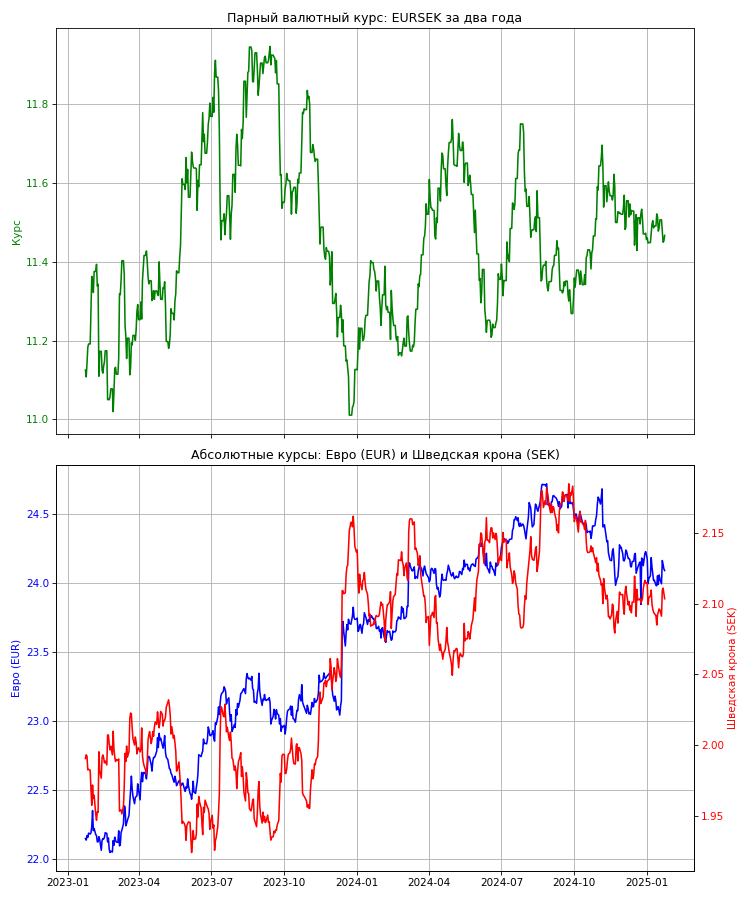 Парный валютный курс: EURSEK за два года
11.8
11.6
11.4
11.2
11.0
Курс
Абсолютные курсы: Евро (EUR) и Шведская крона (SEK)
24.5
24.0
23.5
23.0
22.5
22.0
Евро (EUR)
2.15
2.10
2.05
2.00
1.95
Шведская крона (SEK)
2023-01 2023-04 2023-07 2023-10 2024-01 2024-04 2024-07 2024-10 2025-01